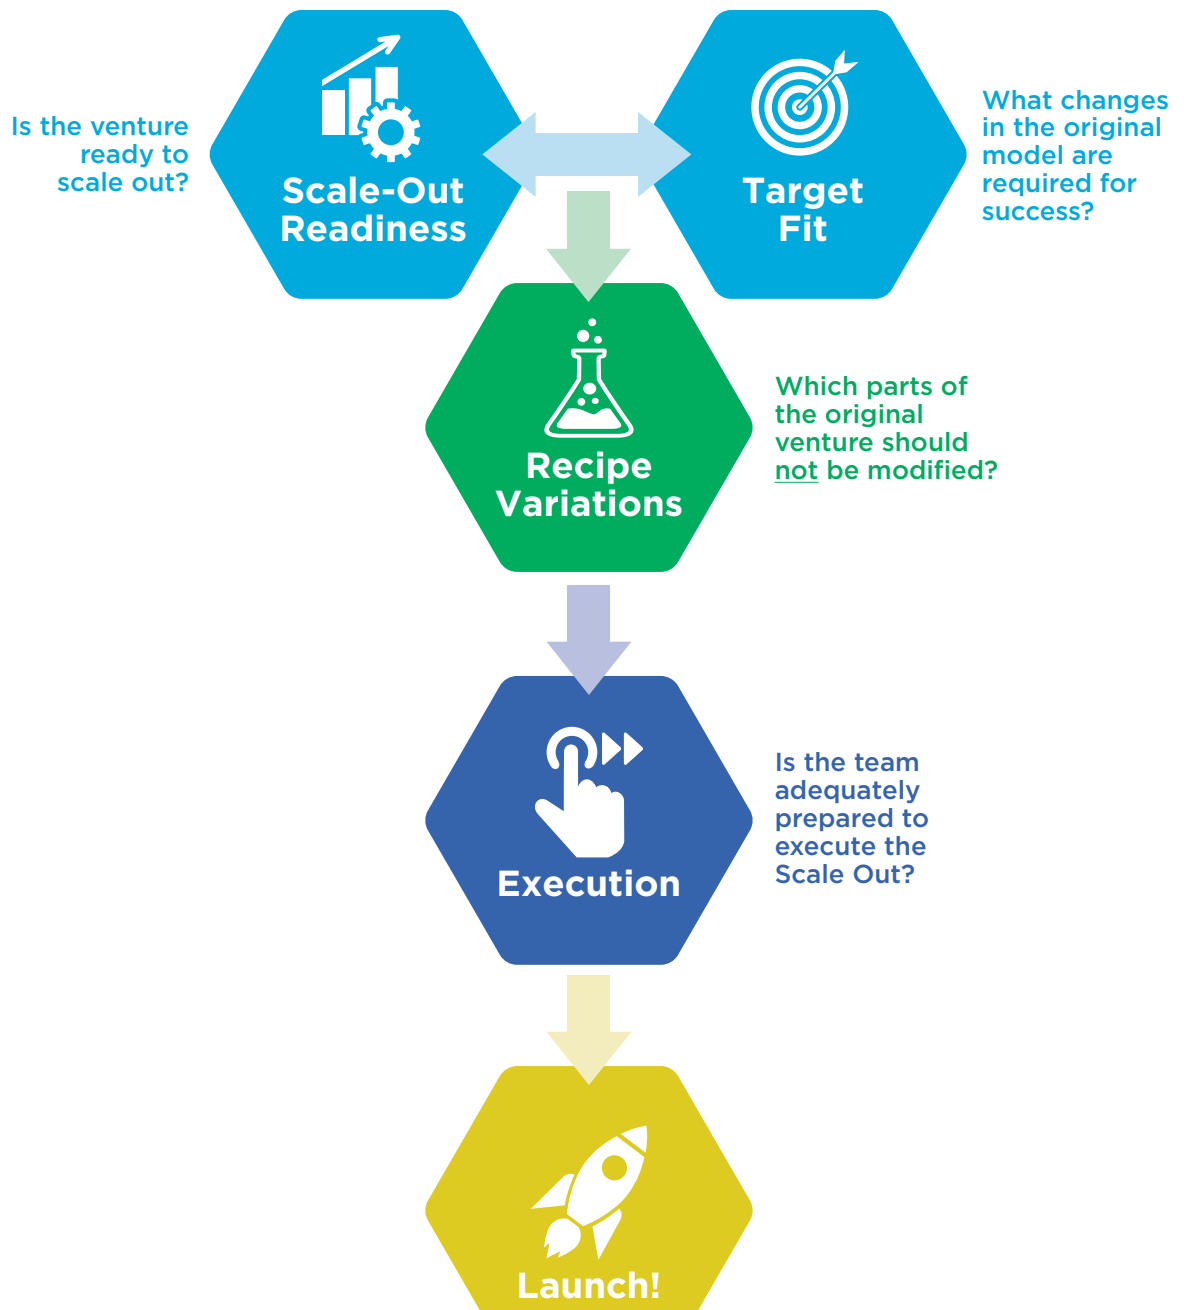 Is the venture
ready to
scale out?
Scale-Out
Readiness
Target
Fit
What changes
in the original
model are
required for
success?
Recipe
Variations
Which parts of
the original
venture should
not be modified?
Execution
Is the team
adequately
prepared to
execute the
Scale Out?
Launch!